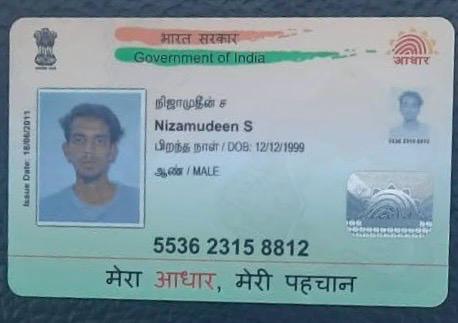 भारत सरकार
Government of India
आधार
Issue Date: 18/06/2011
நிஜாமுதீன் ச
Nizamudeen S
பிறந்த நாள் / DOB: 12/12/1999
ஆண் / MALE
5536 2315 8812
5536 2315 8812
मेरा आधार, मेरी पहचान